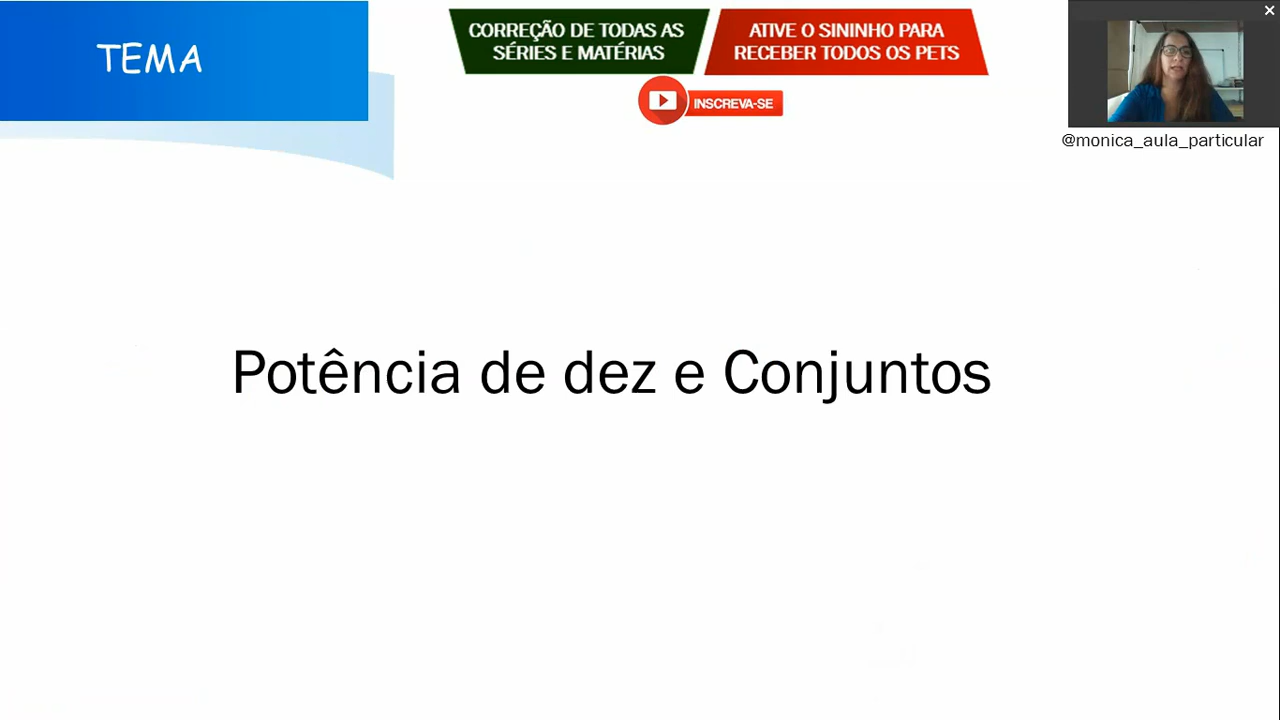 TEMA
CORREÇÃO DE TODAS AS
SÉRIES E MATÉRIAS
ATIVE O SININHO PARA
RECEBER TODOS OS PETS
INSCREVA-SE
@monica_aula_particular
Potência de dez e Conjuntos